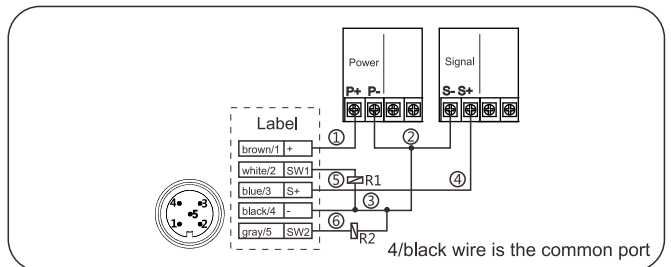 Power
Signal
P+ P-
S- S+
Label
① ②
brown/1 +
white/2 SW1
⑤ R1
blue/3 S+
④
③
black/4 -
⑥
gray/5 SW2
R2
4 3
5
1 2
4/black wire is the common port